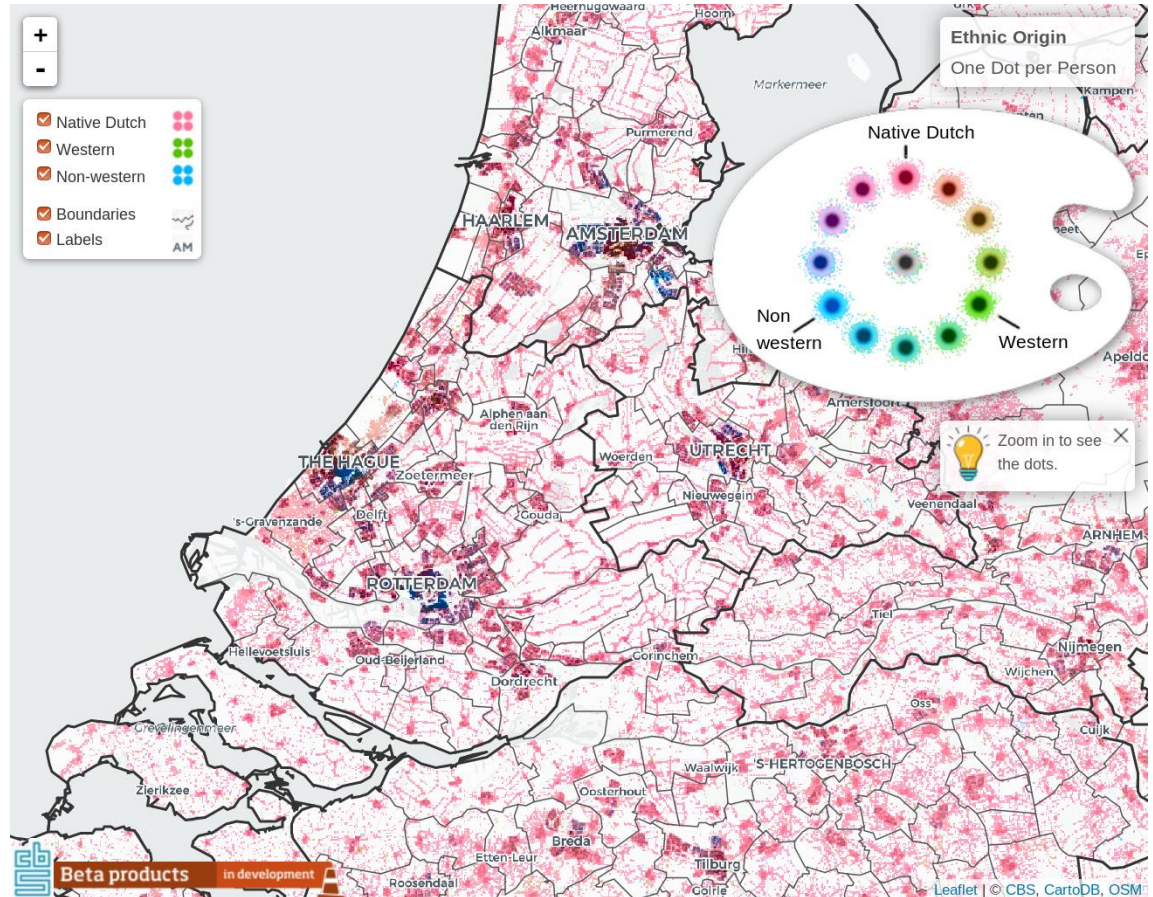 +
-
Native Dutch
Western
Non-western
Boundaries
Labels
AM
Ethnic Origin
One Dot per Person
Native Dutch
Non
western
Western
Zoom in to see
the dots.
Heerhugowaard
Hoorn
Alkmaar
Markermeer
Kampen
Purmerend
HAARLEM
AMSTERDAM
Alphen aan
den Rijn
Amersfoort
THE HAGUE
Zoetermeer
Woerden
UTRECHT
Nieuwegein
Veenendaal
's-Gravenzande
Delft
Gouda
ARNHEM
ROTTERDAM
Tiel
Hellevoetsluis
Oud-Beijerland
Gorinchem
Nijmegen
Wijchen
Dordrecht
Oss
Grevelingenmeer
Cuijk
Waalwijk
'S-HERTOGENBOSCH
Zierikzee
Oosterhout
Breda
Etten-Leur
Tilburg
Roosendaal
Goirle
cbs
Beta products
in development
Leaflet | © CBS, CartoDB, OSM